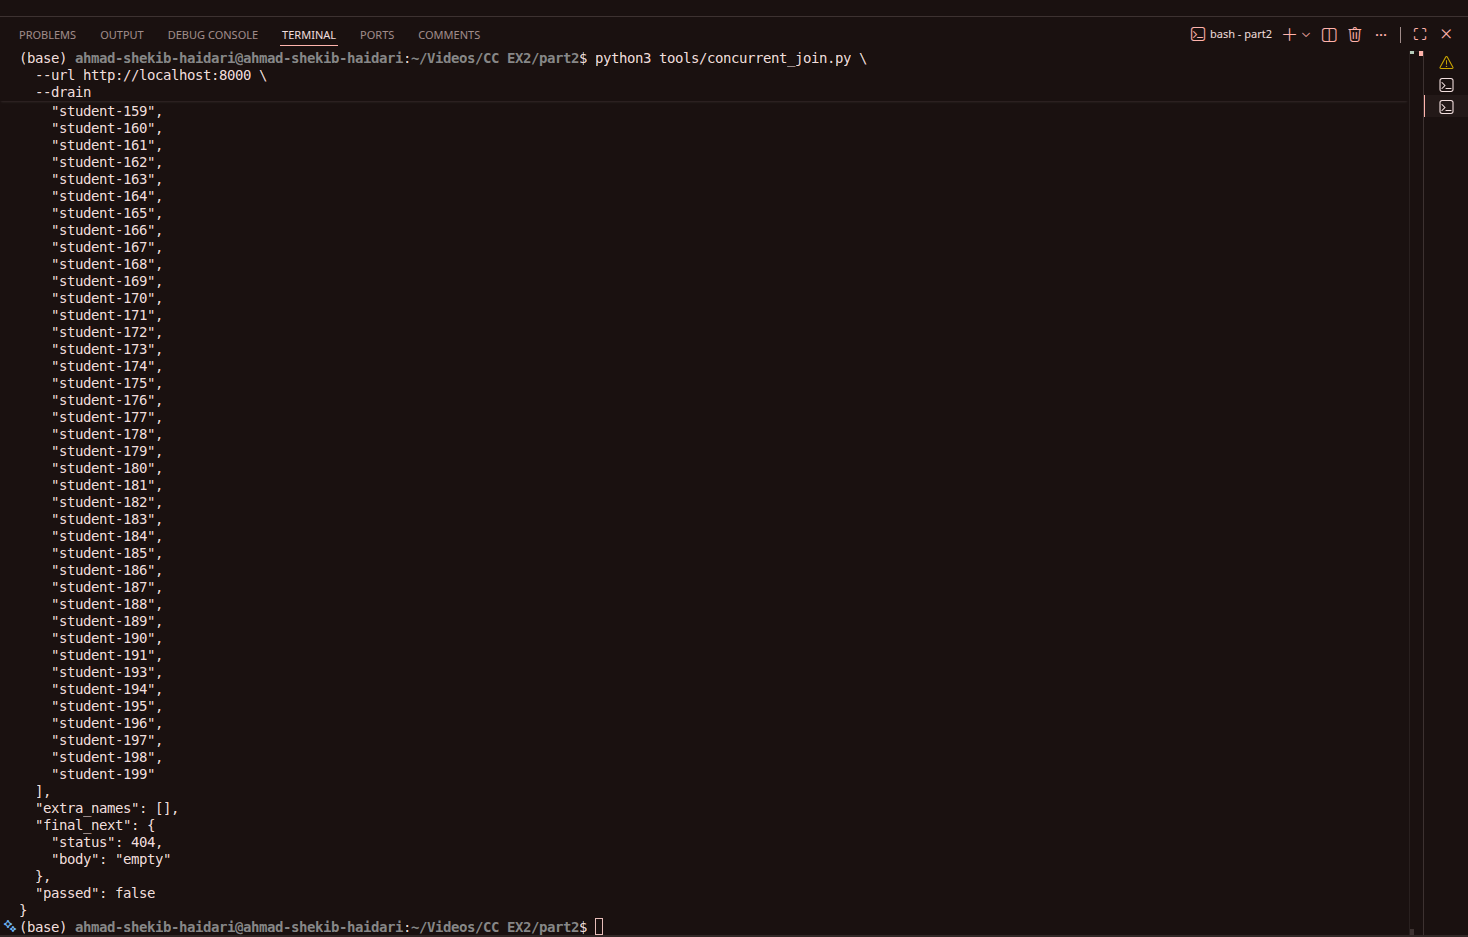 PROBLEMS OUTPUT DEBUG CONSOLE TERMINAL PORTS COMMENTS bash - part2
(base) ahmad-shekib-haidari@ahmad-shekib-haidari:~/Videos/CC EX2/part2$ python3 tools/concurrent_join.py \
--url http://localhost:8000 \
--drain
"student-159",
"student-160",
"student-161",
"student-162",
"student-163",
"student-164",
"student-165",
"student-166",
"student-167",
"student-168",
"student-169",
"student-170",
"student-171",
"student-172",
"student-173",
"student-174",
"student-175",
"student-176",
"student-177",
"student-178",
"student-179",
"student-180",
"student-181",
"student-182",
"student-183",
"student-184",
"student-185",
"student-186",
"student-187",
"student-188",
"student-189",
"student-190",
"student-191",
"student-193",
"student-194",
"student-195",
"student-196",
"student-197",
"student-198",
"student-199"
],
"extra_names": [],
"final_next": {
"status": 404,
"body": "empty"
},
"passed": false
}
(base) ahmad-shekib-haidari@ahmad-shekib-haidari:~/Videos/CC EX2/part2$